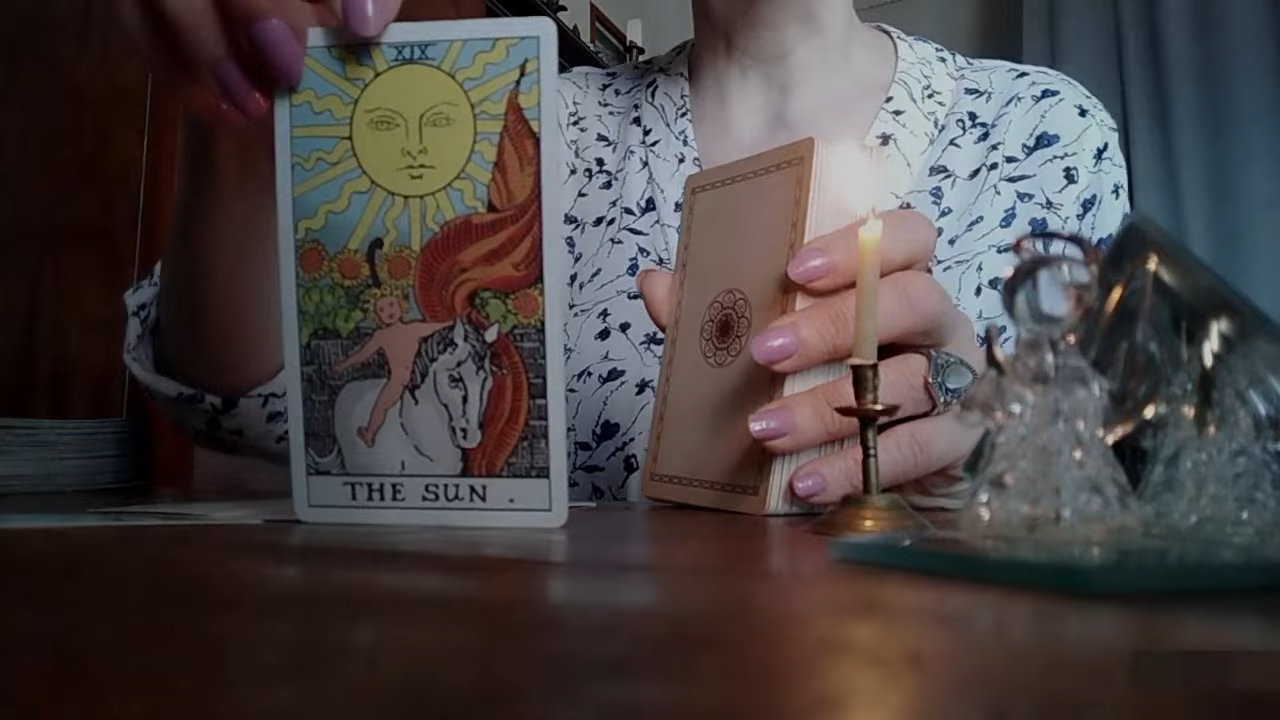 XIX
THE SUN .